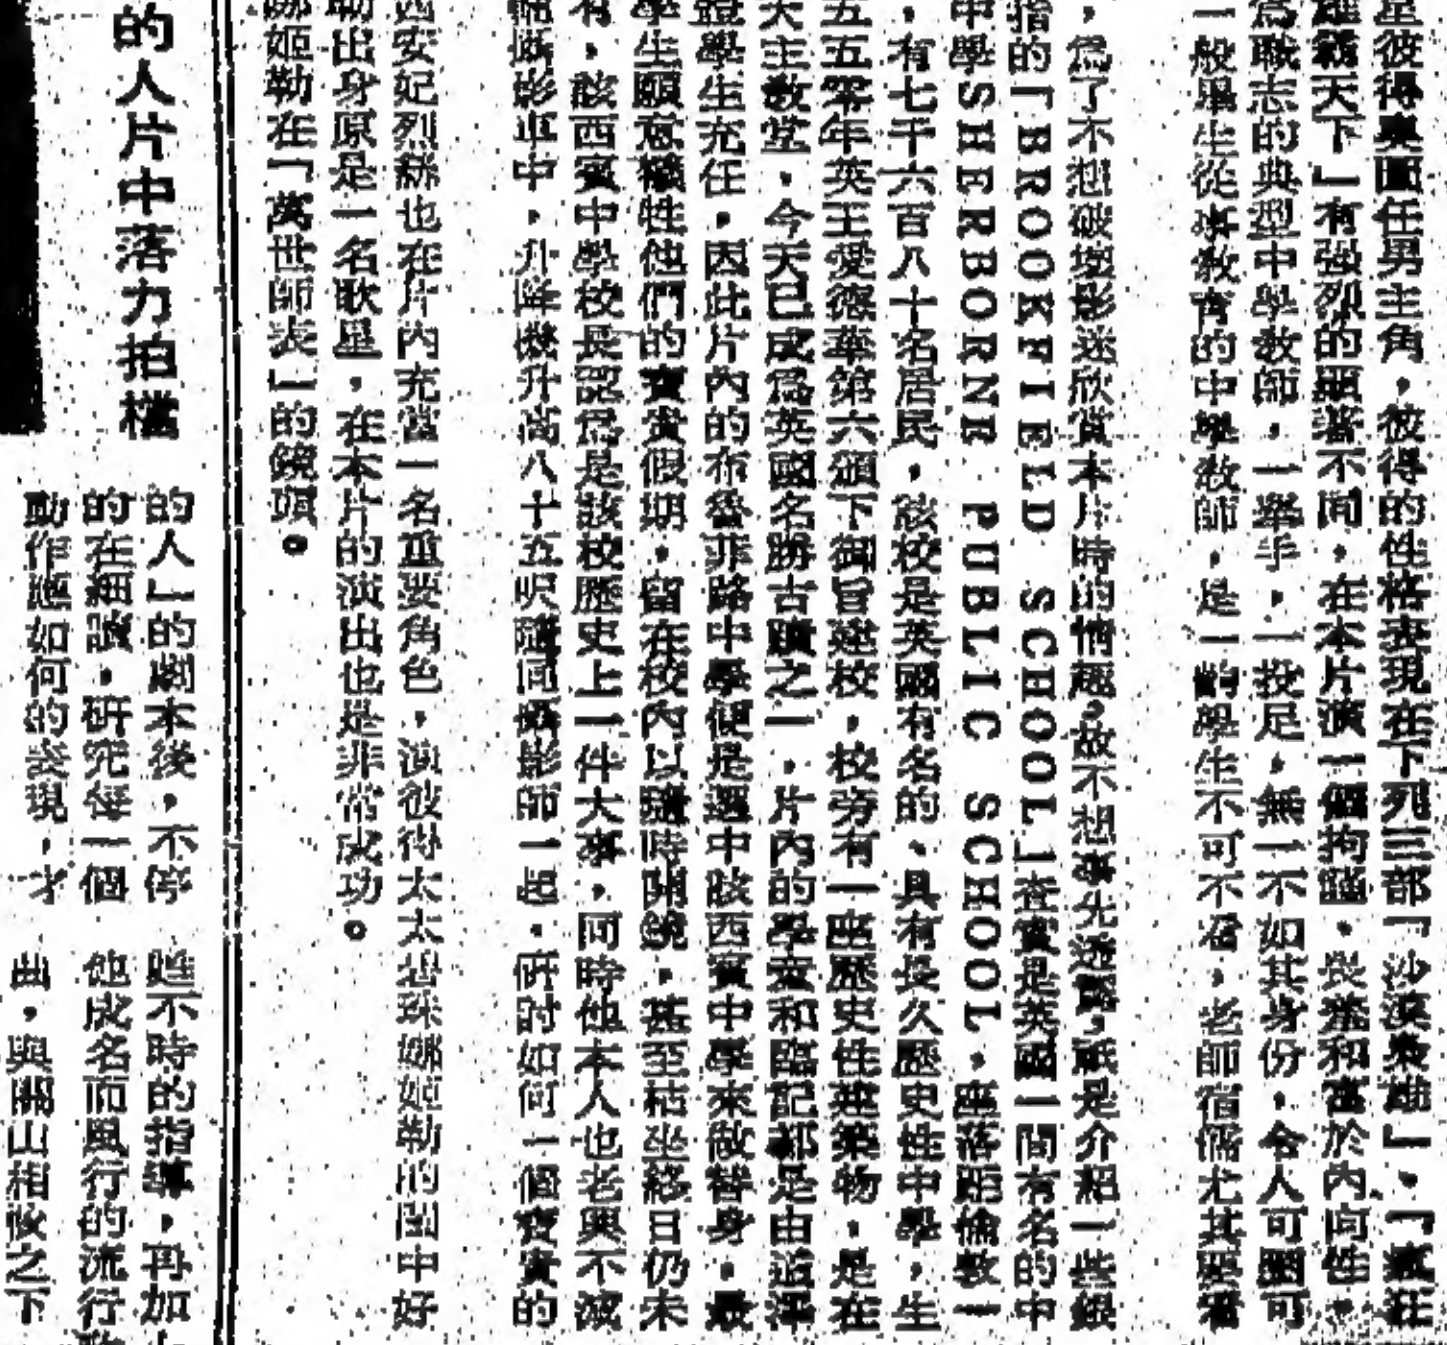 星彼得奧圖任男主角，彼得的性格表現在下列三部「沙漠梟雄」，「瘋狂
雄霸天下」有强烈的顯著不同，在本片演一個拘謹、畏羞和富於內向性，
爲職志的典型中學教師，一舉手，一投足，無一不如其身份，令人可圈可
一般學生從事教育的中學教師，是一齡學生不可不看，老師宿儒尤其要看
，爲了不想破壞影迷欣賞本片時的情趣，故不想事先透露，祇是介紹一些銀
指的「BROOKFIELD SCHOOL」查實是英國一間有名的中
中學SHERBORNE PUBLIC SCHOOL，座落距倫敦一
，有七千六百八十名居民，該校是英國有名的、具有長久歷史性中學，生
五五零年英王愛德華第六頒下御旨建校，校旁有一座歷史性建築物，是在
天主教堂，今天已成爲英國名勝古蹟之一，片內的學童和臨記都是由這澤
證學生充任，因此片內的布魯菲路中學便是選中該西賓中學來做替身，最
學生願意犧牲他們的寶貴假期，留在校內以隨時開鏡，甚至枯坐終日仍未
有，該西賓中學校長認爲是該校歷史上一件大事，同時他本人也老興不減
輛攝影車中，升降機升高八十五呎隨同攝影師一起，研討如何一個寶貴的
西安妃烈蘇也在片內充當一名重要角色，演彼得太太碧珠娜姬勒的閨中好
勒出身原是一名歌星，在本片的演出也是非常成功。
娜姬勒在「萬世師表」的鏡頭。
的人片中落力拍檔
的人」的劇本後，不停
的在細讀，研究每一個
動作應如何的表現，才
進不時的指導，再加
他成名而風行的流行歌
曲，與關山相校之下